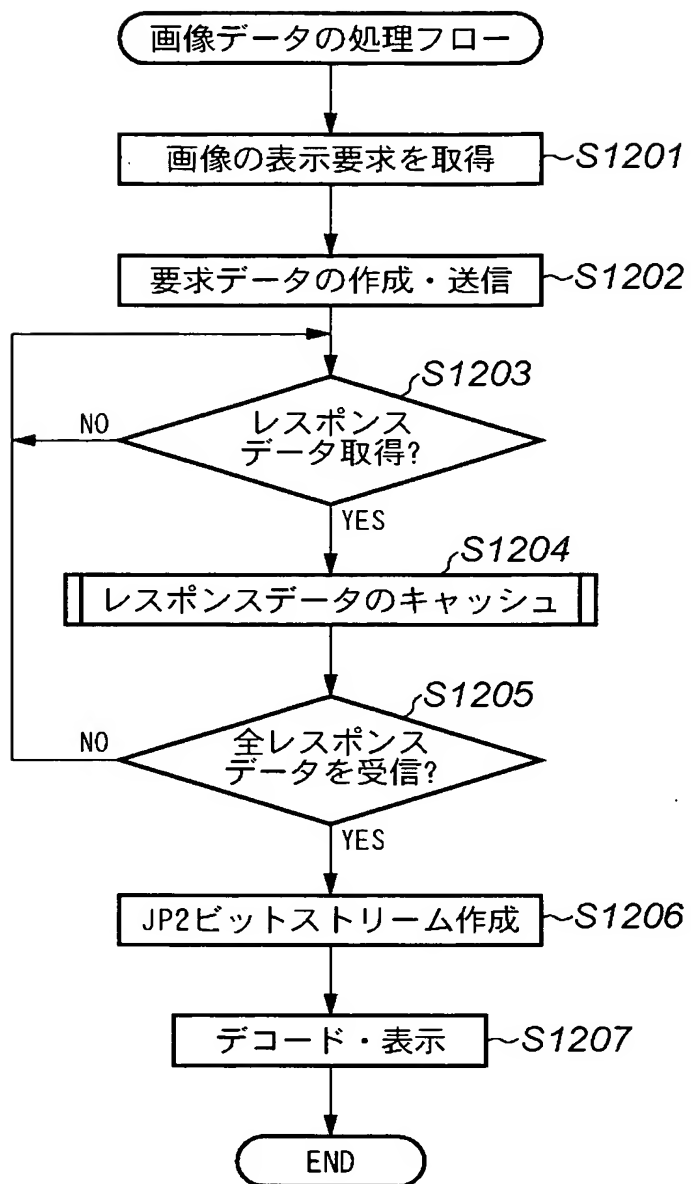 画像データの処理フロー
画像の表示要求を取得
S1201
要求データの作成・送信
S1202
S1203
レスポンス
データ取得?
NO
YES
S1204
レスポンスデータのキャッシュ
S1205
全レスポンス
データを受信?
NO
YES
JP2ビットストリーム作成
S1206
デコード・表示
S1207
END